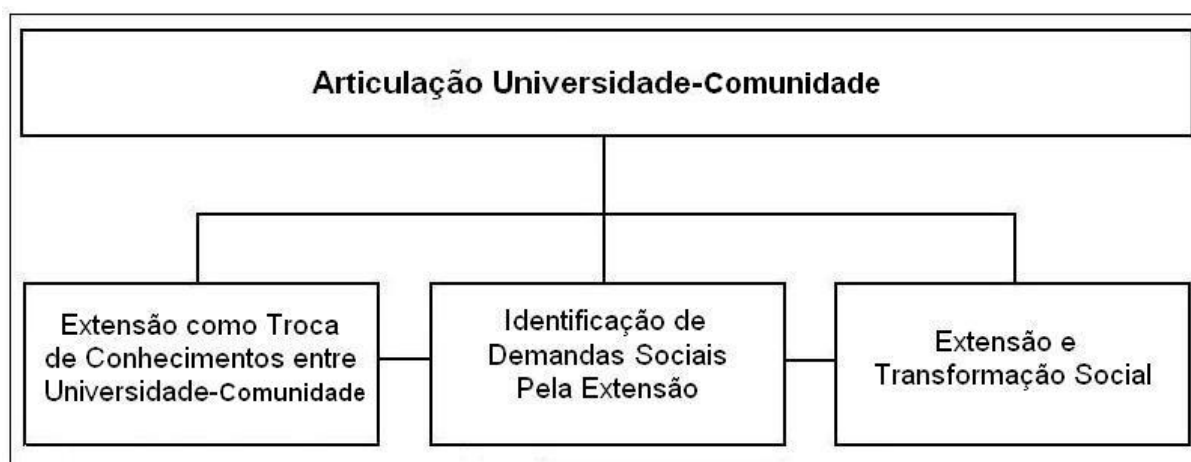 Articulação Universidade-Comunidade
Extensão como Troca
de Conhecimentos entre
Universidade-Comunidade
Identificação de
Demandas Sociais
Pela Extensão
Extensão e
Transformação Social